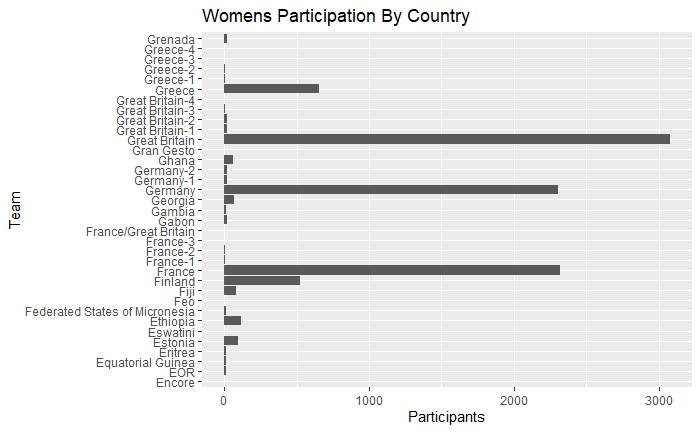 Womens Participation By Country
Team
Grenada
Greece-4
Greece-3
Greece-2
Greece-1
Greece
Great Britain-4
Great Britain-3
Great Britain-2
Great Britain-1
Great Britain
Gran Gesto
Ghana
Germany-2
Germany-1
Germany
Georgia
Gambia
Gabon
France/Great Britain
France-3
France-2
France-1
France
Finland
Fiji
Feo
Federated States of Micronesia
Ethiopia
Eswatini
Estonia
Eritrea
Equatorial Guinea
EOR
Encore
0 1000 2000 3000
Participants